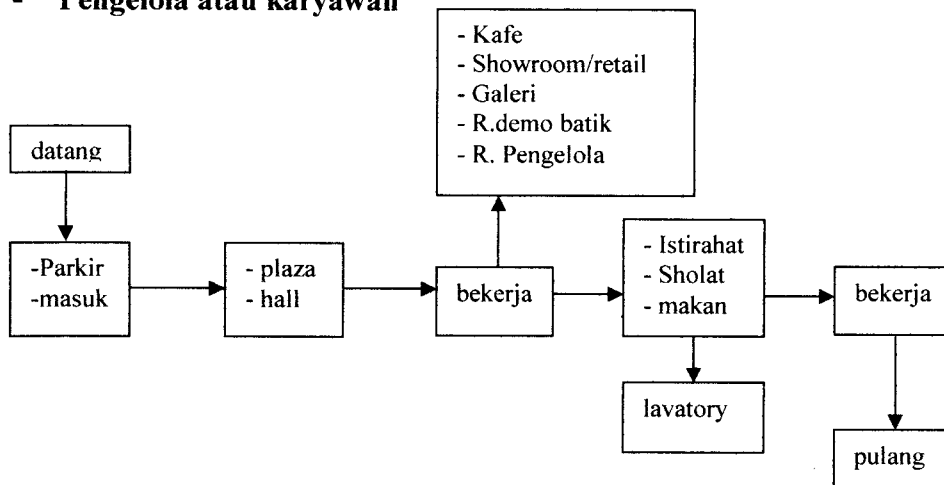 - Pengelola atau karyawan
- Kafe
- Showroom/retail
- Galeri
- R.demo batik
- R. Pengelola
datang
-Parkir
-masuk
- plaza
- hall
bekerja
- Istirahat
- Sholat
- makan
bekerja
lavatory
pulang